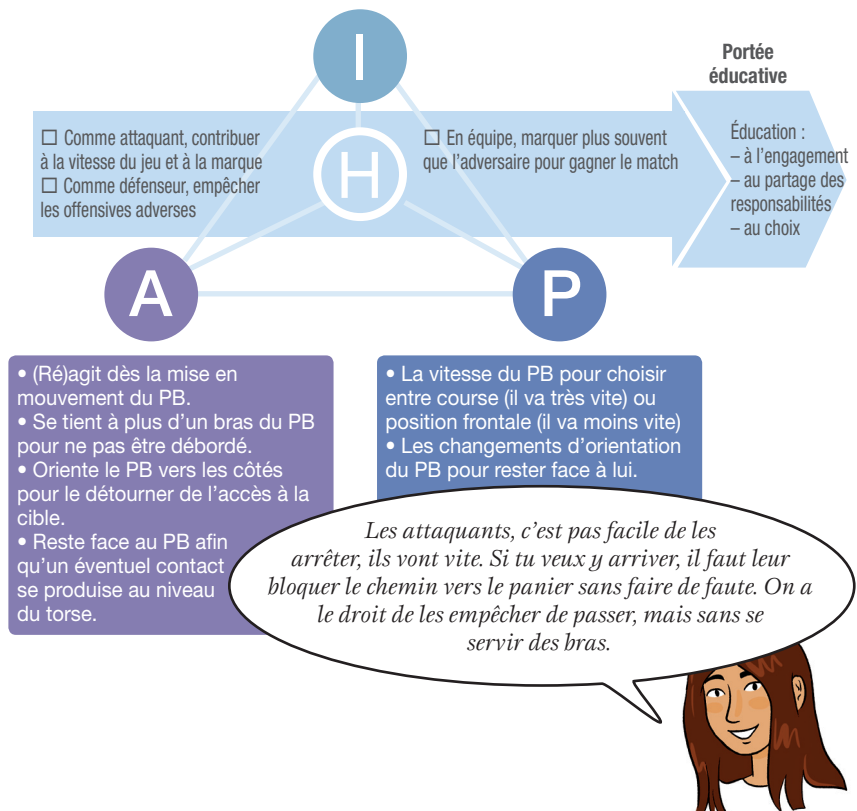 I
Portée
éducative
☐ Comme attaquant, contribuer
à la vitesse du jeu et à la marque
☐ Comme défenseur, empêcher
les offensives adverses
H
☐ En équipe, marquer plus souvent
que l’adversaire pour gagner le match
Éducation :
– à l’engagement
– au partage des
responsabilités
– au choix
A
P
• (Ré)agit dès la mise en
mouvement du PB.
• Se tient à plus d’un bras du PB
pour ne pas être débordé.
• Oriente le PB vers les côtés
pour le détourner de l’accès à la
cible.
• Reste face au PB afin
qu’un éventuel contact
se produise au niveau
du torse.
• La vitesse du PB pour choisir
entre course (il va très vite) ou
position frontale (il va moins vite)
• Les changements d’orientation
du PB pour rester face à lui.
Les attaquants, c’est pas facile de les
arrêter, ils vont vite. Si tu veux y arriver, il faut leur
bloquer le chemin vers le panier sans faire de faute. On a
le droit de les empêcher de passer, mais sans se
servir des bras.